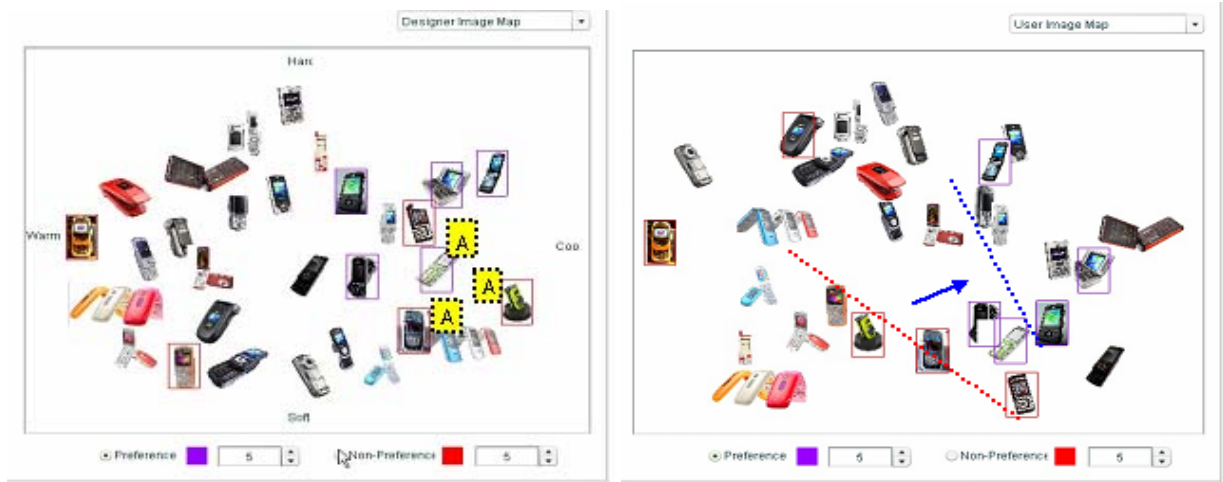 Designer Image Map
Hard
Warm
Coo
A
A
A
Soft
Preference 5 Non-Preference 5
User Image Map
Preference 5 Non-Preference 5